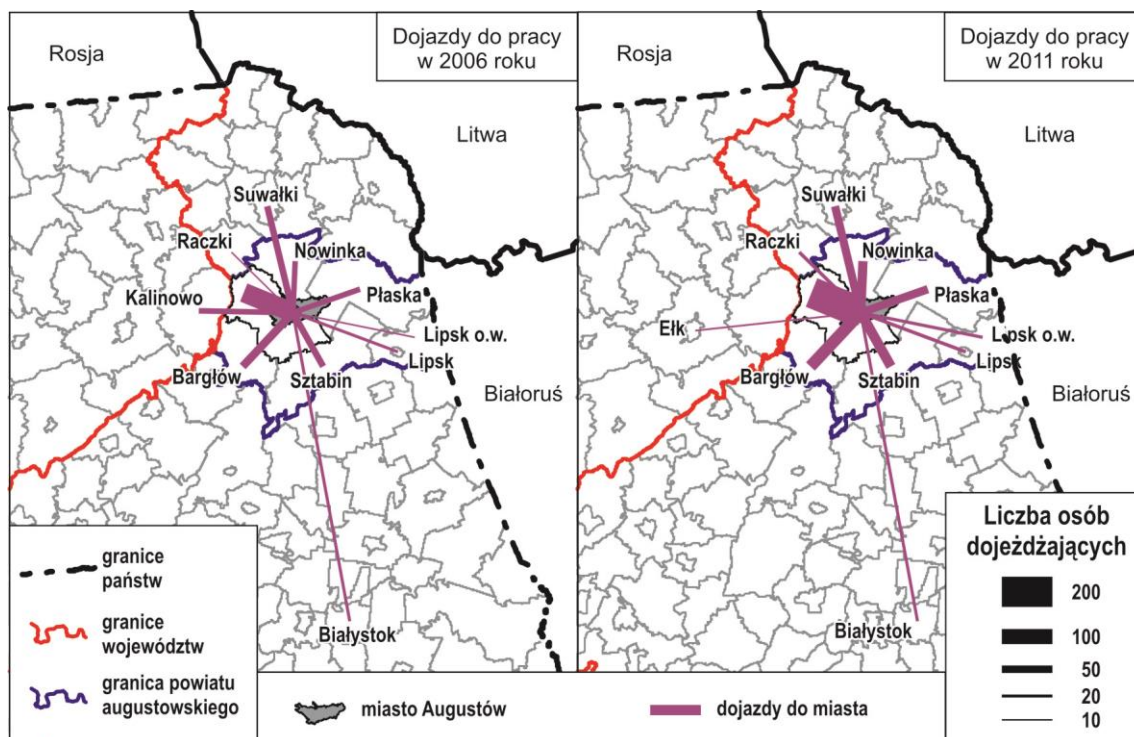 Rosja
Dojazdy do pracy
w 2006 roku
Litwa
Suwałki
Raczki
Nowinka
Kalinowo
Płaska
Lipsk o.w.
Lipsk
Bargłów
Sztabin
Białoruś
Białystok
Rosja
Dojazdy do pracy
w 2011 roku
Litwa
Suwałki
Raczki
Nowinka
Płaska
Ełk
Lipsk o.w.
Lipsk
Bargłów
Sztabin
Białoruś
Białystok
granice
państw
granice
województw
granica powiatu
augustowskiego
miasto Augustów
dojazdy do miasta
Liczba osób
dojeżdżających
200
100
50
20
10